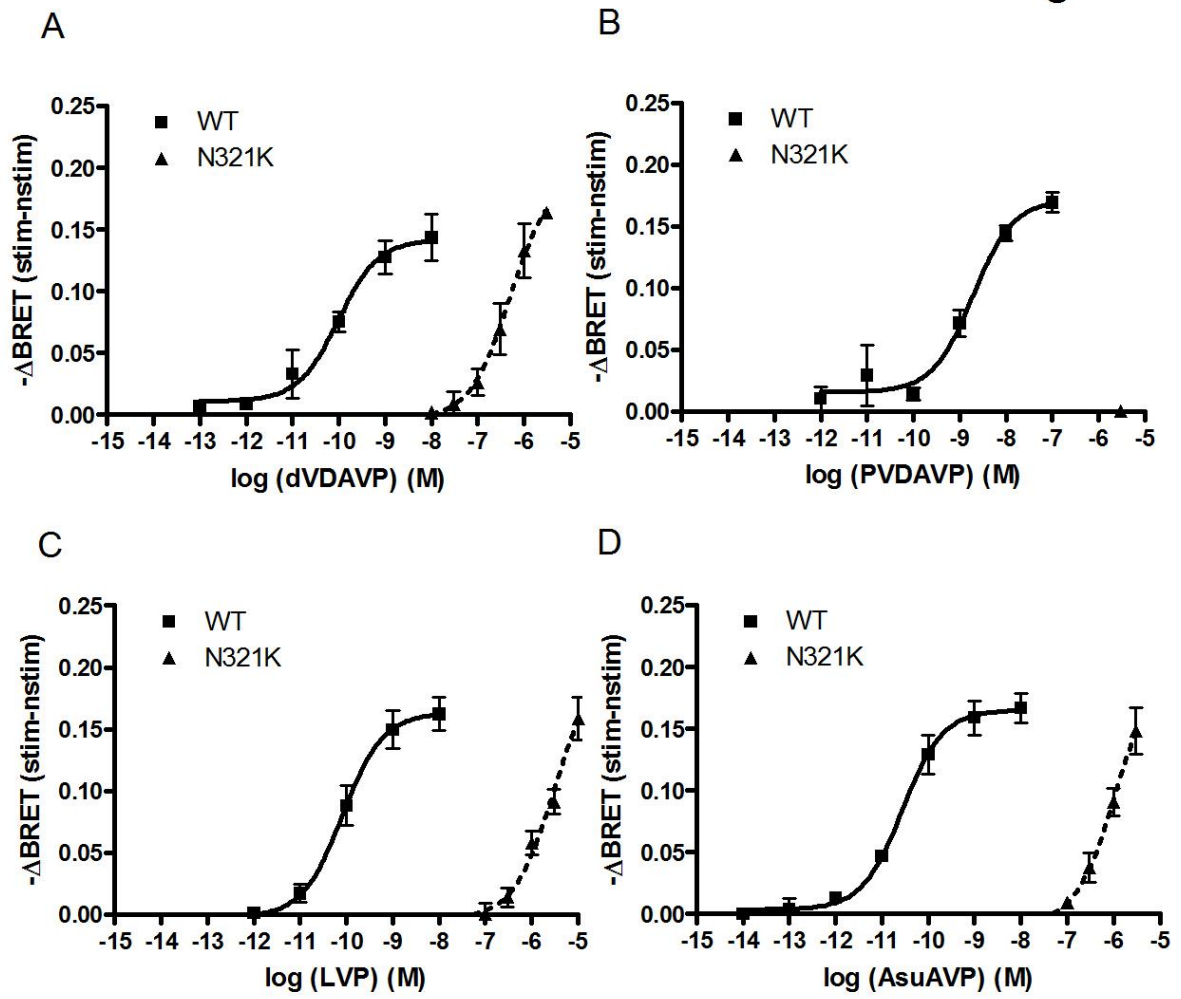 A
0.25
0.20
0.15
0.10
0.05
0.00
-ΔBRET (stim-nstim)
WT
N321K
-15 -14 -13 -12 -11 -10 -9 -8 -7 -6 -5
log (dVDAVP) (M)
B
0.25
0.20
0.15
0.10
0.05
0.00
-ΔBRET (stim-nstim)
WT
N321K
-15 -14 -13 -12 -11 -10 -9 -8 -7 -6 -5
log (PVDAVP) (M)
C
0.25
0.20
0.15
0.10
0.05
0.00
-ΔBRET (stim-nstim)
WT
N321K
-15 -14 -13 -12 -11 -10 -9 -8 -7 -6 -5
log (LVP) (M)
D
0.25
0.20
0.15
0.10
0.05
0.00
-ΔBRET (stim-nstim)
WT
N321K
-15 -14 -13 -12 -11 -10 -9 -8 -7 -6 -5
log (AsuAVP) (M)